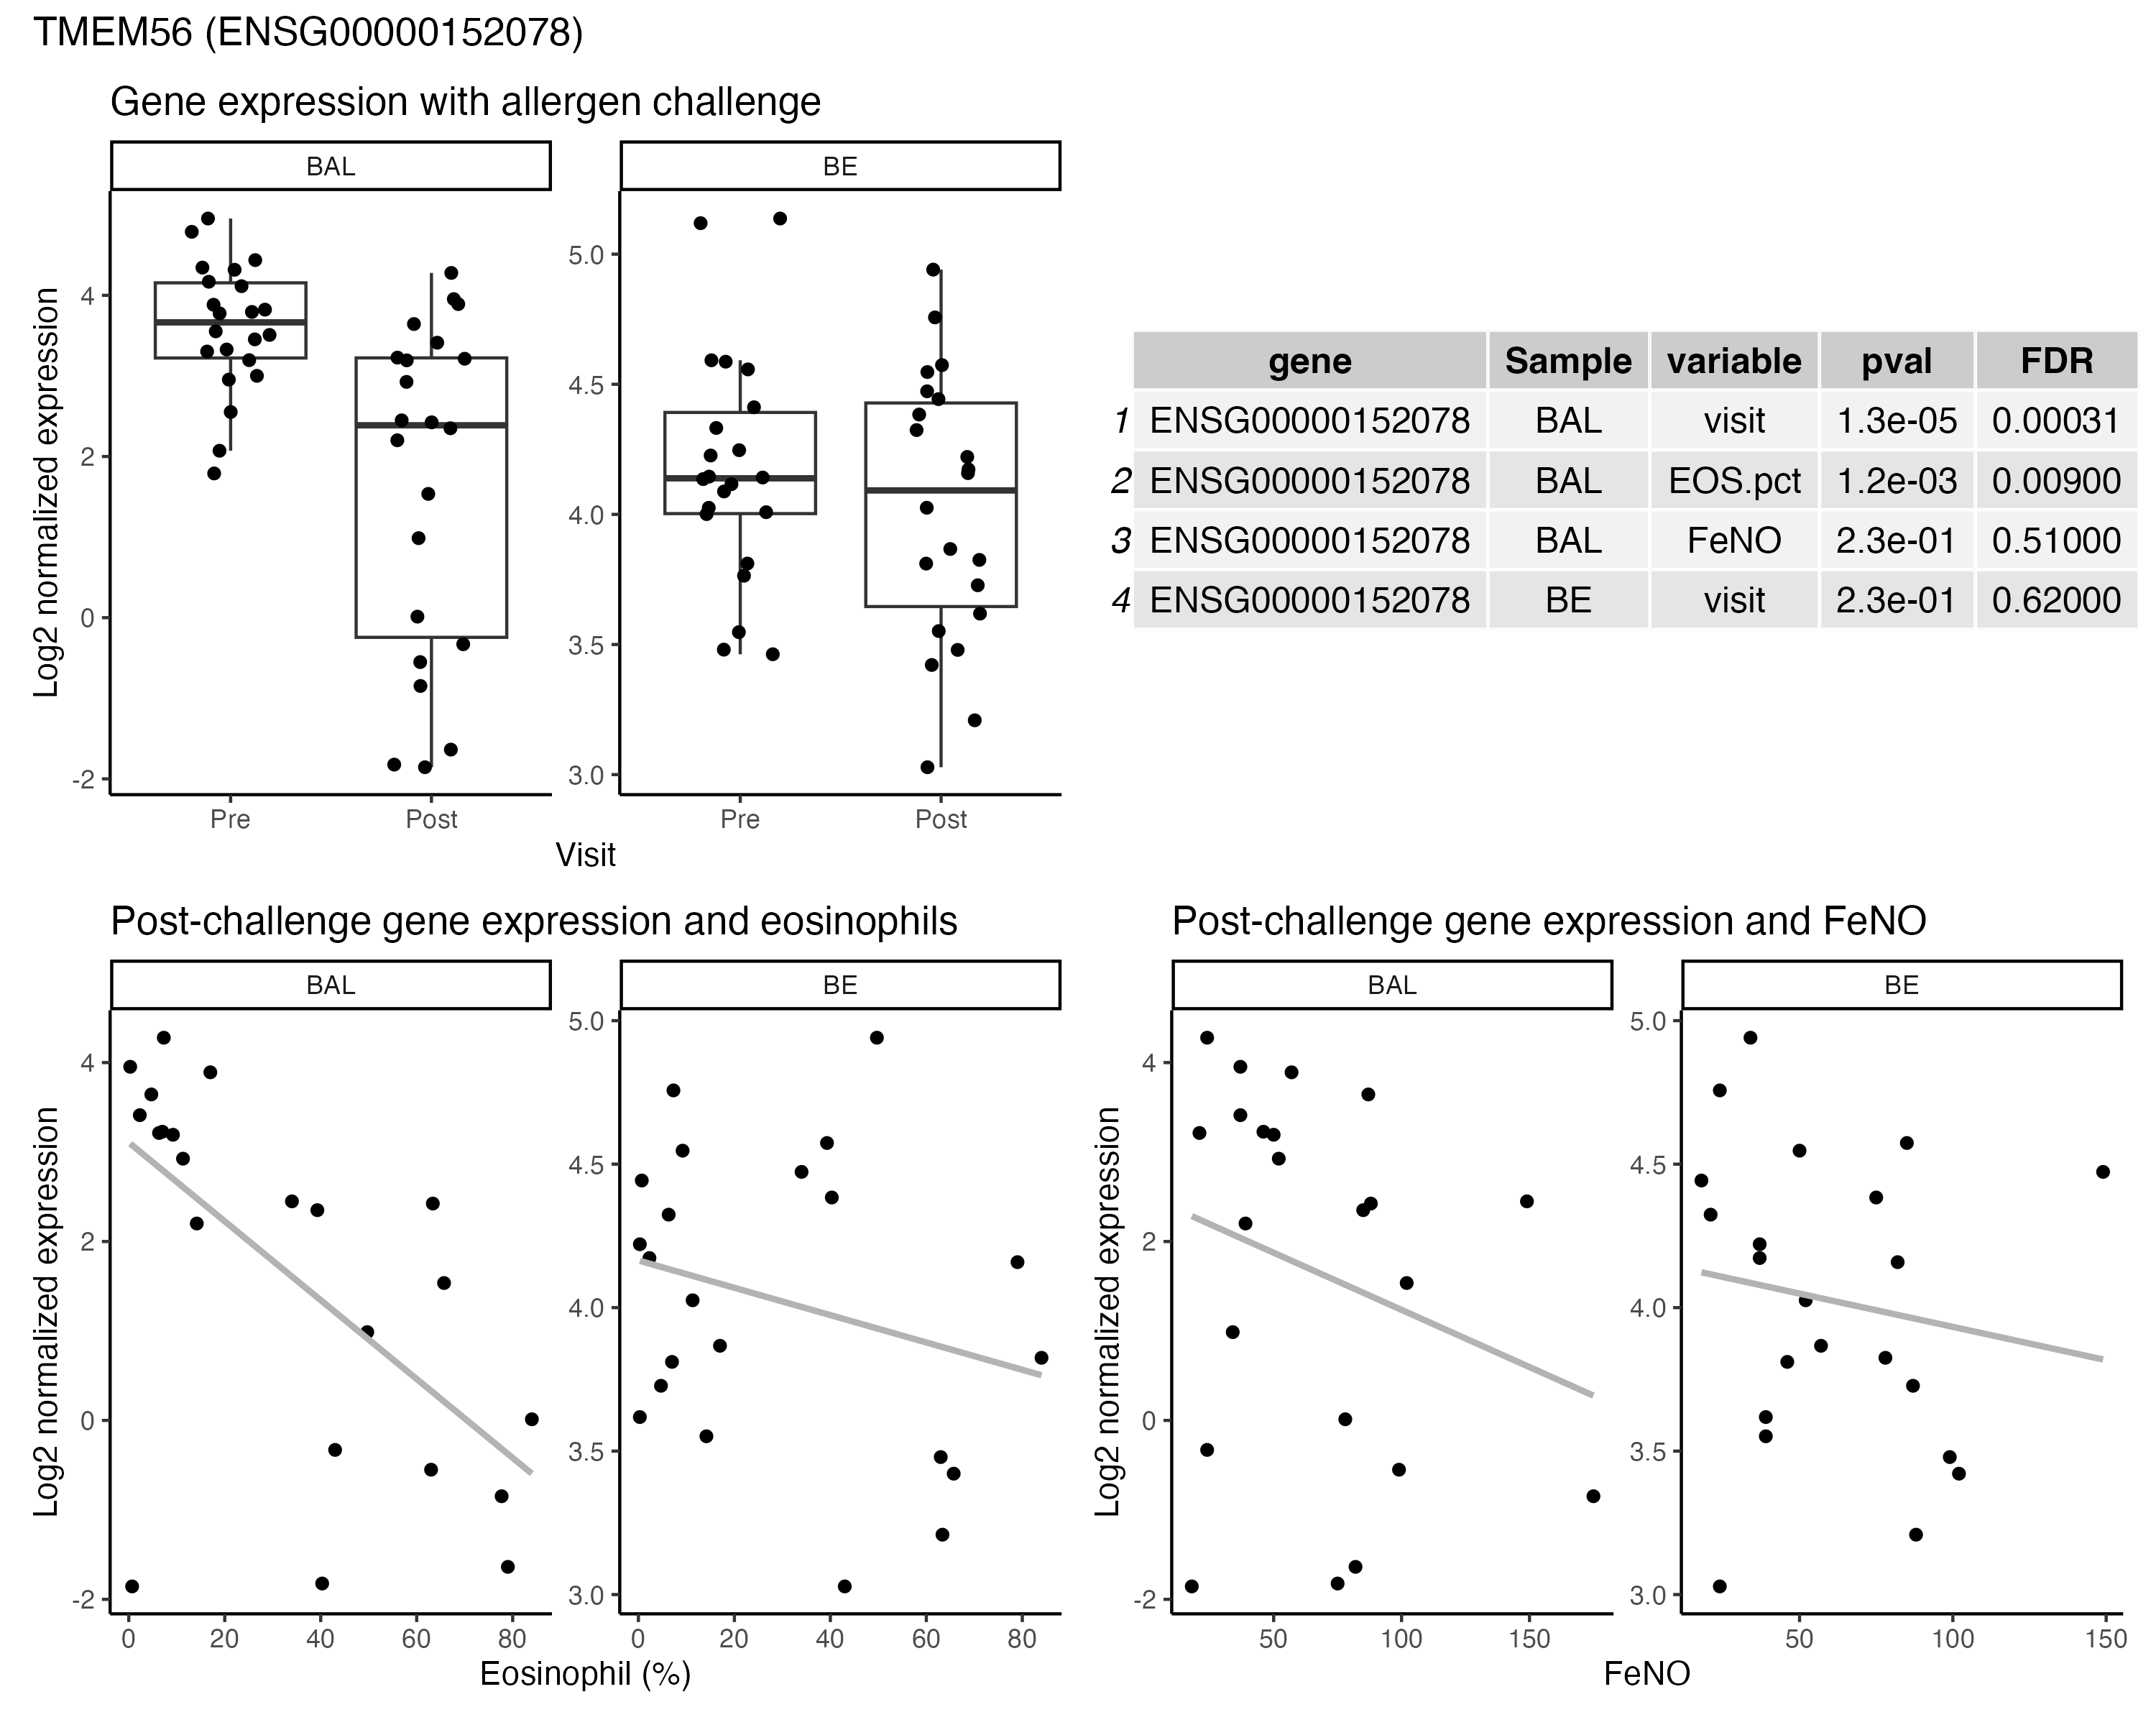 TMEM56 (ENSG00000152078)
Gene expression with allergen challenge
BAL
BE
Log2 normalized expression
4
2
0
-2
5.0
4.5
4.0
3.5
3.0
Pre
Post
Pre
Post
Visit
gene Sample variable pval FDR
1 ENSG00000152078 BAL visit 1.3e-05 0.00031
2 ENSG00000152078 BAL EOS.pct 1.2e-03 0.00900
3 ENSG00000152078 BAL FeNO 2.3e-01 0.51000
4 ENSG00000152078 BE visit 2.3e-01 0.62000
Post-challenge gene expression and eosinophils
BAL
BE
Log2 normalized expression
4
2
0
-2
5.0
4.5
4.0
3.5
3.0
0 20 40 60 80
0 20 40 60 80
Eosinophil (%)
Post-challenge gene expression and FeNO
BAL
BE
Log2 normalized expression
4
2
0
-2
5.0
4.5
4.0
3.5
3.0
50 100 150
50 100 150
FeNO